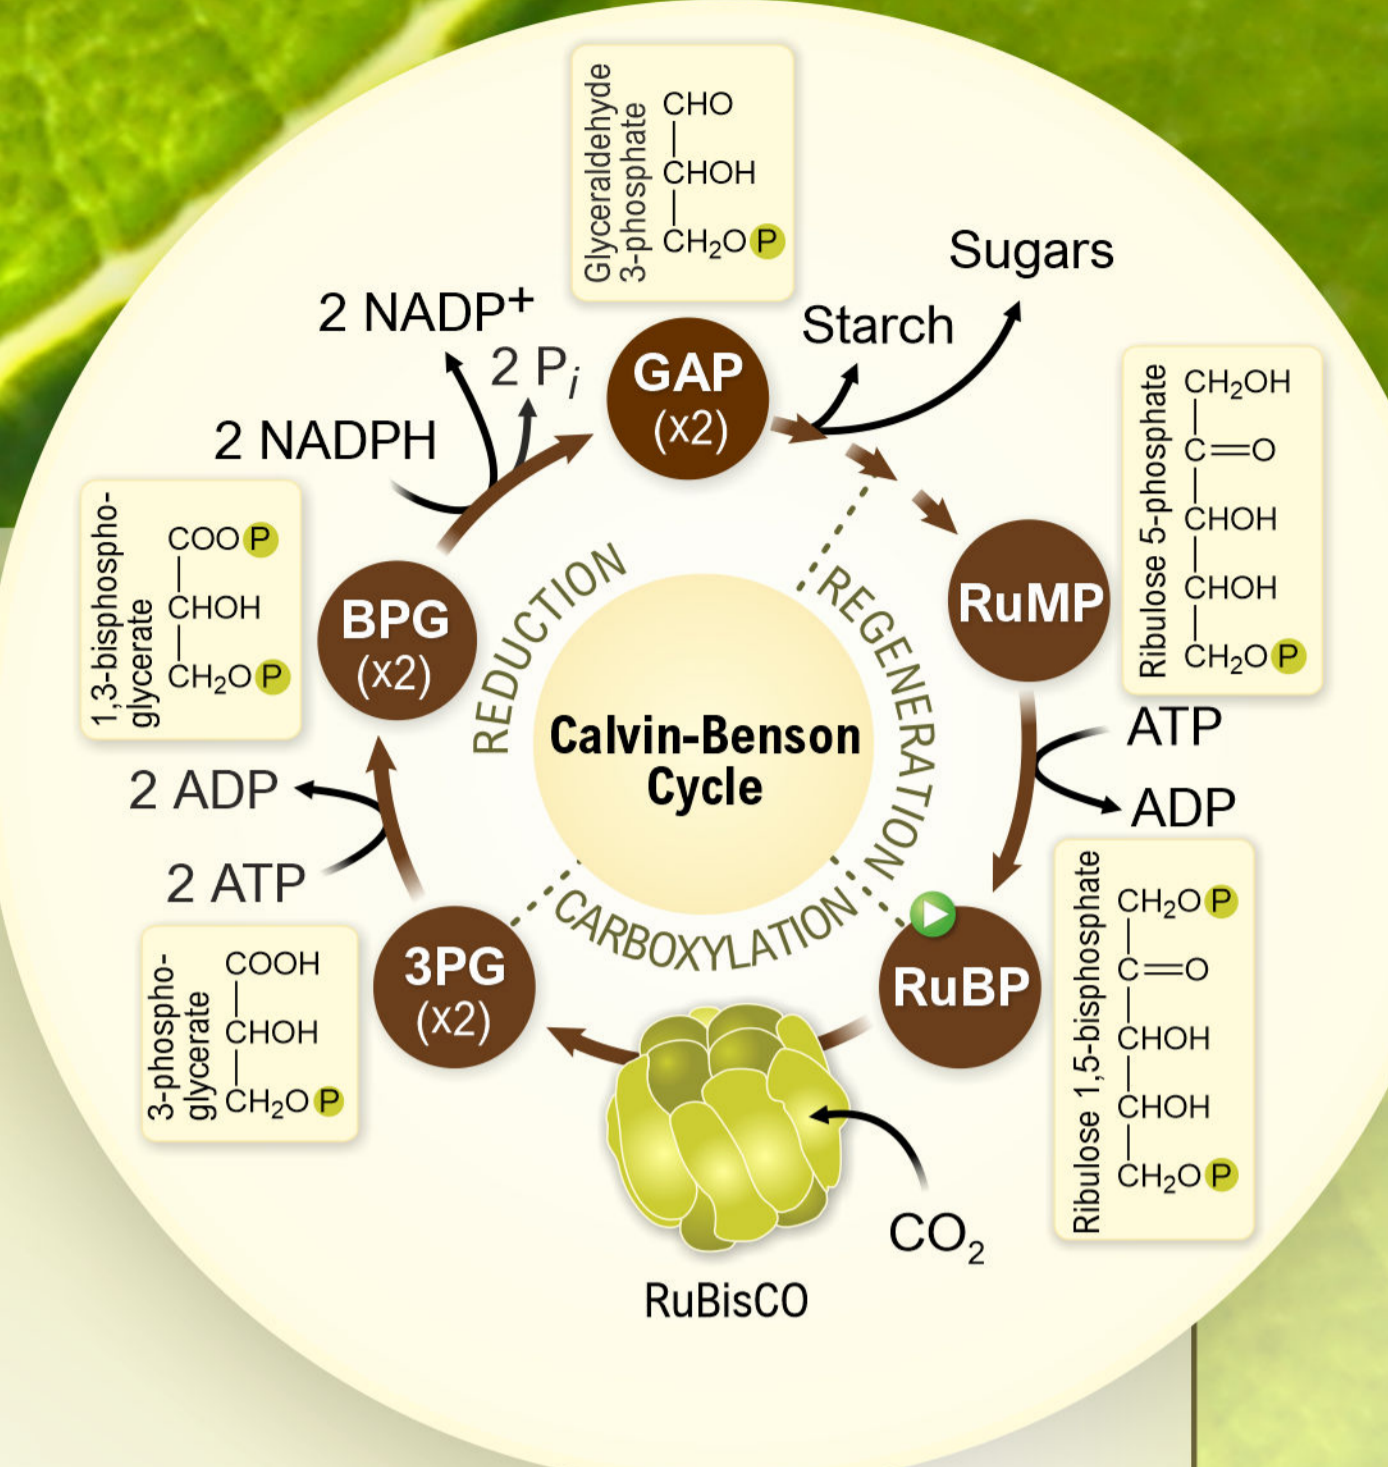 Glyceraldehyde
3-phosphate
CHO
CHOH
CH₂O P
Sugars
Starch
2 NADP⁺
2 Pᵢ
2 NADPH
GAP
(x2)
Ribulose 5-phosphate
CH₂OH
C=O
CHOH
CHOH
CH₂O P
1,3-bisphospho-
glycerate
COO P
CHOH
CH₂O P
BPG
(x2)
RuMP
REDUCTION
REGENERATION
CARBOXYLATION
Calvin-Benson
Cycle
ATP
ADP
2 ADP
2 ATP
3-phospho-
glycerate
COOH
CHOH
CH₂O P
3PG
(x2)
RuBP
Ribulose 1,5-bisphosphate
CH₂O P
C=O
CHOH
CHOH
CH₂O P
CO₂
RuBisCO